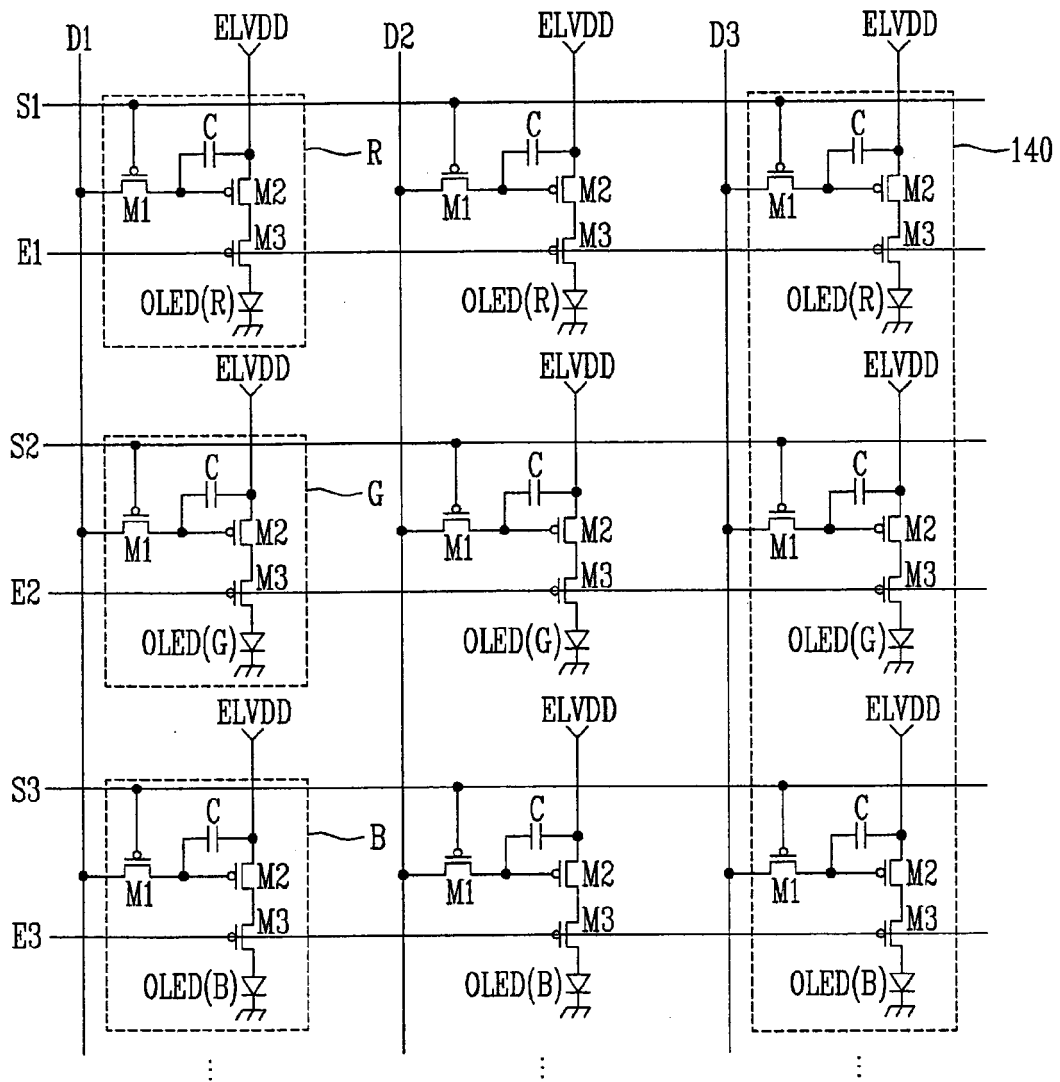 D1 ELVDD D2 ELVDD D3 ELVDD
S1
C C C
R 140
M2 M2 M2
M1 M1 M1
M3 M3 M3
E1
OLED(R) OLED(R) OLED(R)
ELVDD ELVDD ELVDD
S2
C C C
G
M2 M2 M2
M1 M1 M1
M3 M3 M3
E2
OLED(G) OLED(G) OLED(G)
ELVDD ELVDD ELVDD
S3
C C C
B
M2 M2 M2
M1 M1 M1
M3 M3 M3
E3
OLED(B) OLED(B) OLED(B)